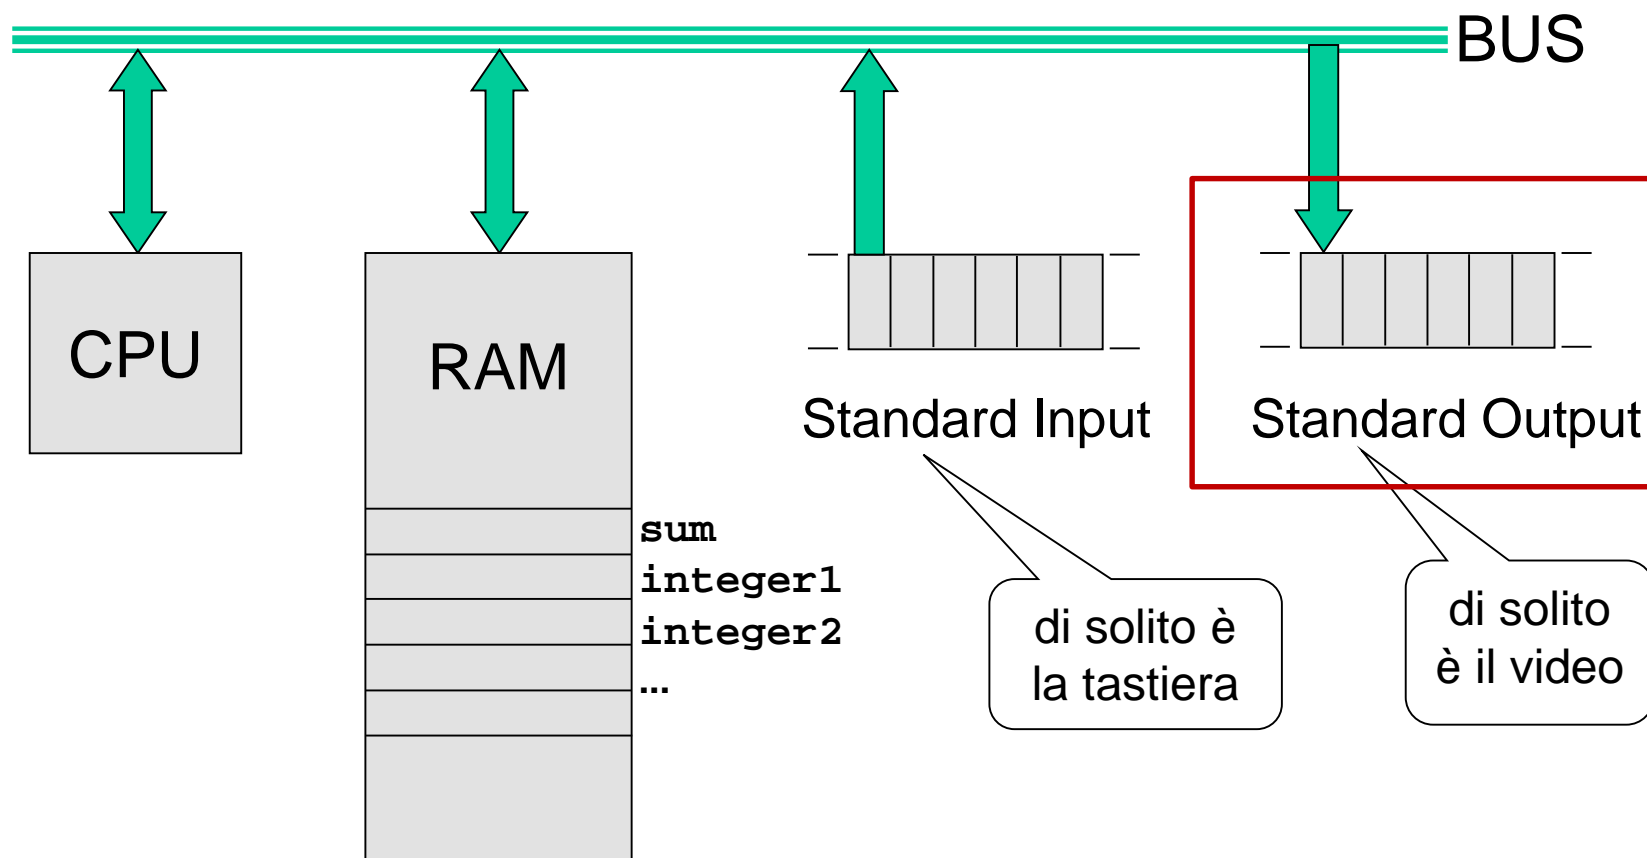 BUS
CPU
RAM
Standard Input
Standard Output
sum
integer1
integer2
...
di solito è
la tastiera
di solito
è il video